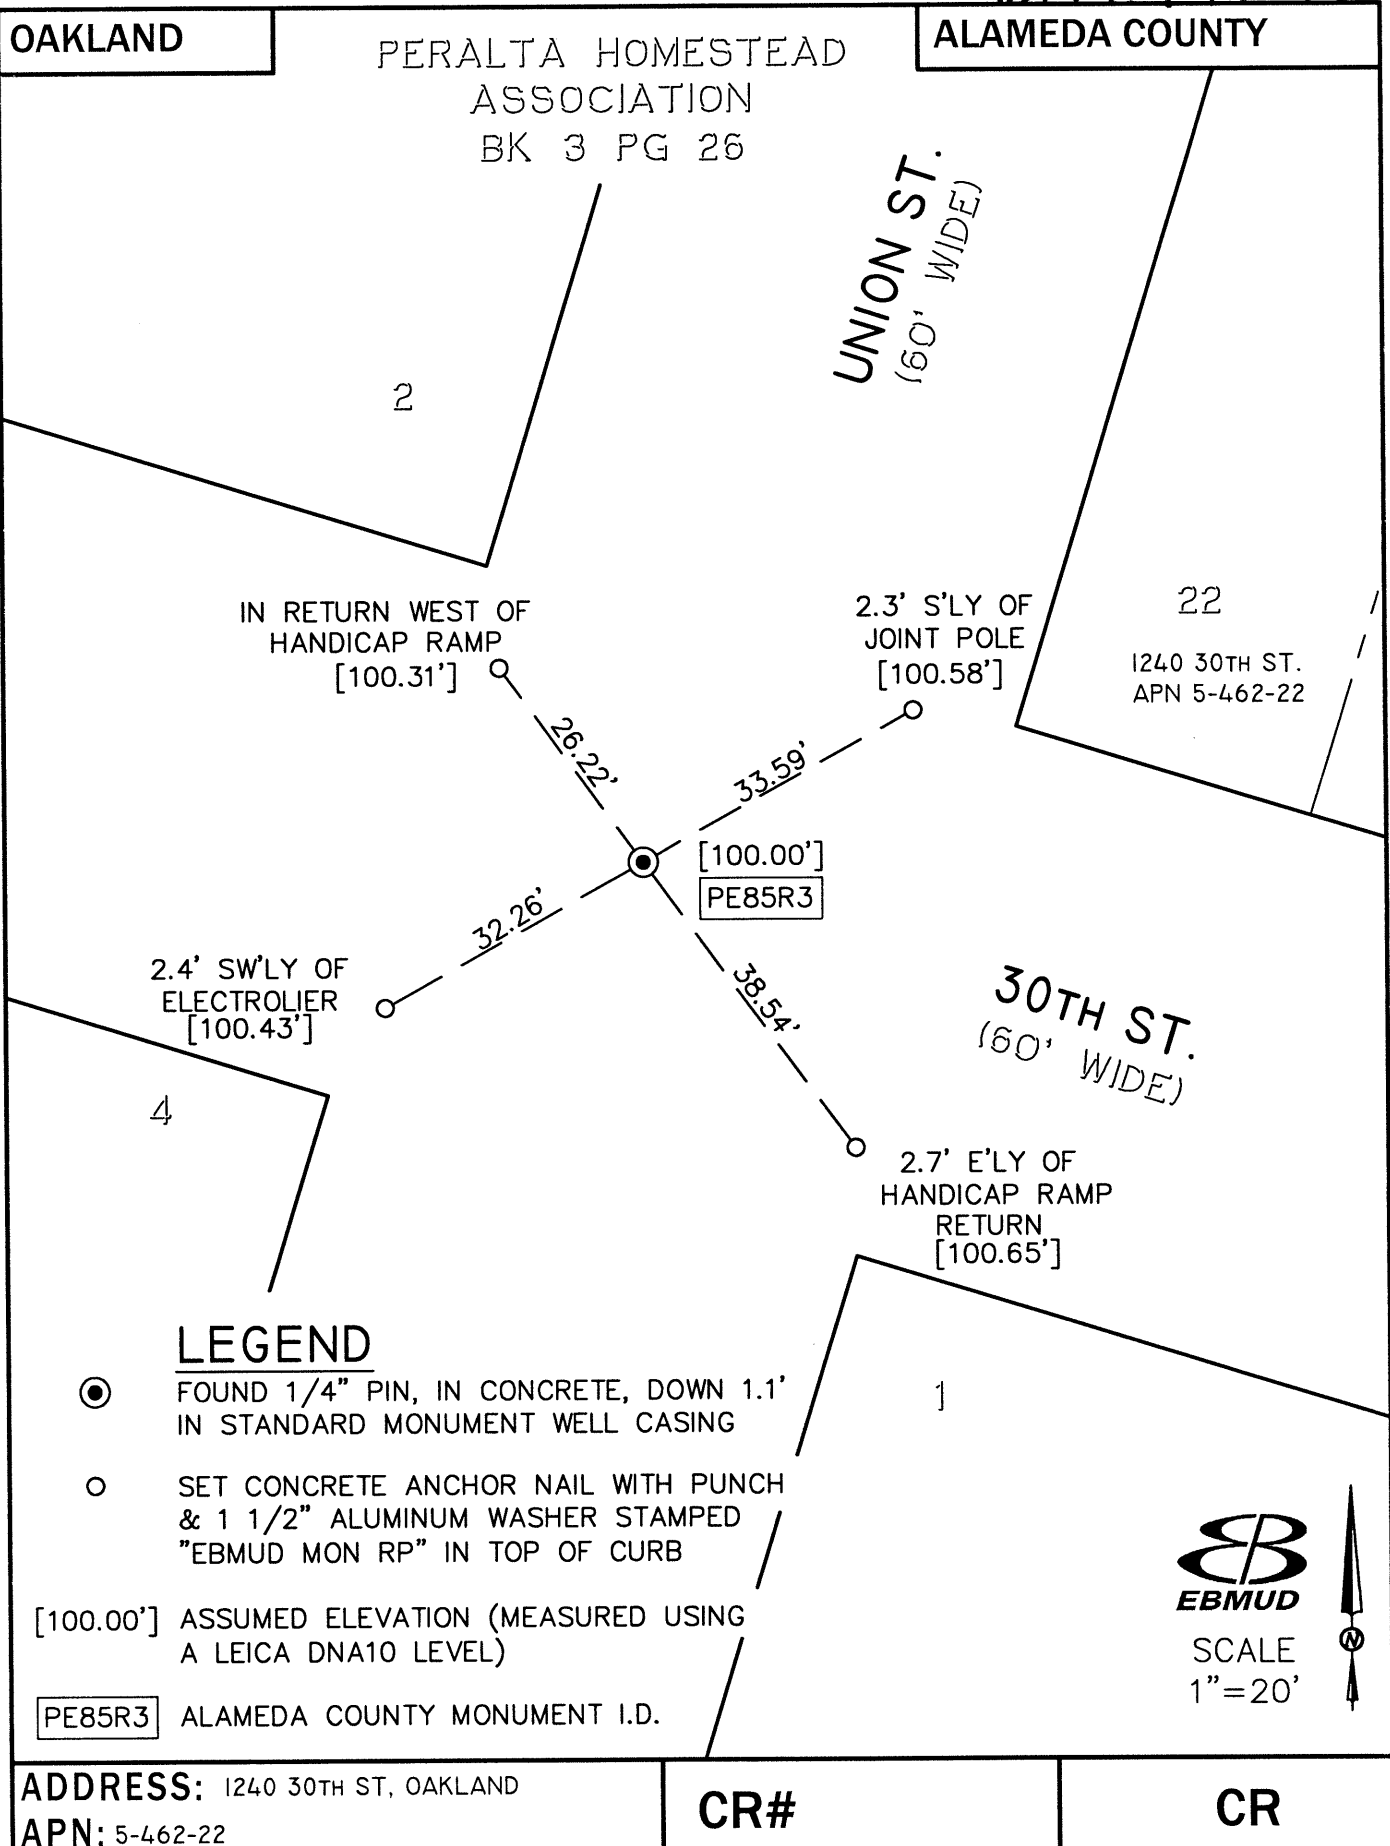 OAKLAND
ALAMEDA COUNTY
PERALTA HOMESTEAD
ASSOCIATION
BK 3 PG 26
UNION ST.
(60' WIDE)
2
IN RETURN WEST OF
HANDICAP RAMP
[100.31']
2.3' S'LY OF
JOINT POLE
[100.58']
22
1240 30TH ST.
APN 5-462-22
26.22'
33.59'
[100.00']
PE85R3
32.26'
38.54'
2.4' SW'LY OF
ELECTROLIER
[100.43']
30TH ST.
(60' WIDE)
4
2.7' E'LY OF
HANDICAP RAMP
RETURN
[100.65']
1
LEGEND
FOUND 1/4" PIN, IN CONCRETE, DOWN 1.1'
IN STANDARD MONUMENT WELL CASING
SET CONCRETE ANCHOR NAIL WITH PUNCH
& 1 1/2" ALUMINUM WASHER STAMPED
"EBMUD MON RP" IN TOP OF CURB
[100.00'] ASSUMED ELEVATION (MEASURED USING
A LEICA DNA10 LEVEL)
PE85R3 ALAMEDA COUNTY MONUMENT I.D.
EBMUD
SCALE
1"=20'
N
ADDRESS: 1240 30TH ST, OAKLAND
APN: 5-462-22
CR#
CR